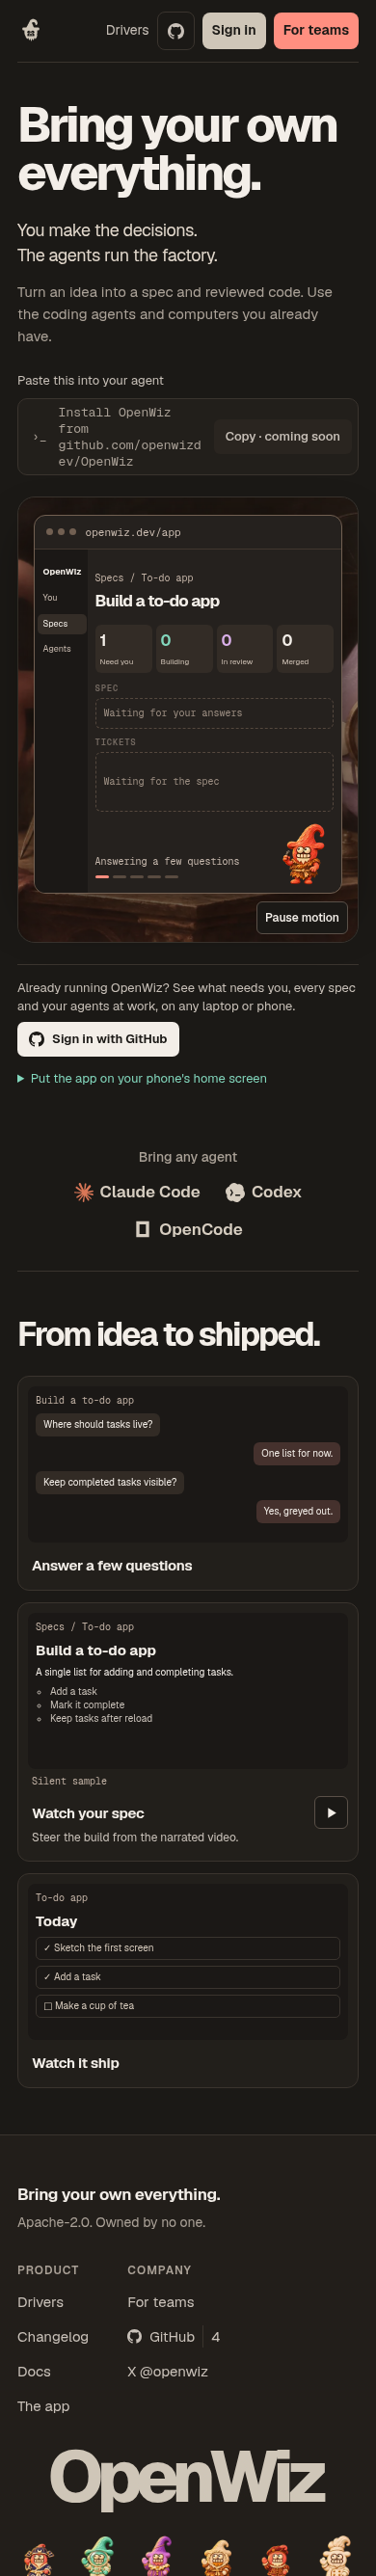 Drivers
Sign in
For teams
Bring your own
everything.
You make the decisions.
The agents run the factory.
Turn an idea into a spec and reviewed code. Use
the coding agents and computers you already
have.
Paste this into your agent
›_
Install OpenWiz
from
github.com/openwizd
ev/OpenWiz
Copy · coming soon
openwiz.dev/app
OpenWiz
You
Specs
Agents
Specs / To-do app
Build a to-do app
1
Need you
0
Building
0
In review
0
Merged
SPEC
Waiting for your answers
TICKETS
Waiting for the spec
Answering a few questions
Pause motion
Already running OpenWiz? See what needs you, every spec
and your agents at work, on any laptop or phone.
Sign in with GitHub
Put the app on your phone's home screen
Bring any agent
Claude Code
Codex
OpenCode
From idea to shipped.
Build a to-do app
Where should tasks live?
One list for now.
Keep completed tasks visible?
Yes, greyed out.
Answer a few questions
Specs / To-do app
Build a to-do app
A single list for adding and completing tasks.
Add a task
Mark it complete
Keep tasks after reload
Silent sample
Watch your spec
Steer the build from the narrated video.
To-do app
Today
✓ Sketch the first screen
✓ Add a task
□ Make a cup of tea
Watch it ship
Bring your own everything.
Apache-2.0. Owned by no one.
PRODUCT
Drivers
Changelog
Docs
The app
COMPANY
For teams
GitHub 4
X @openwiz
OpenWiz